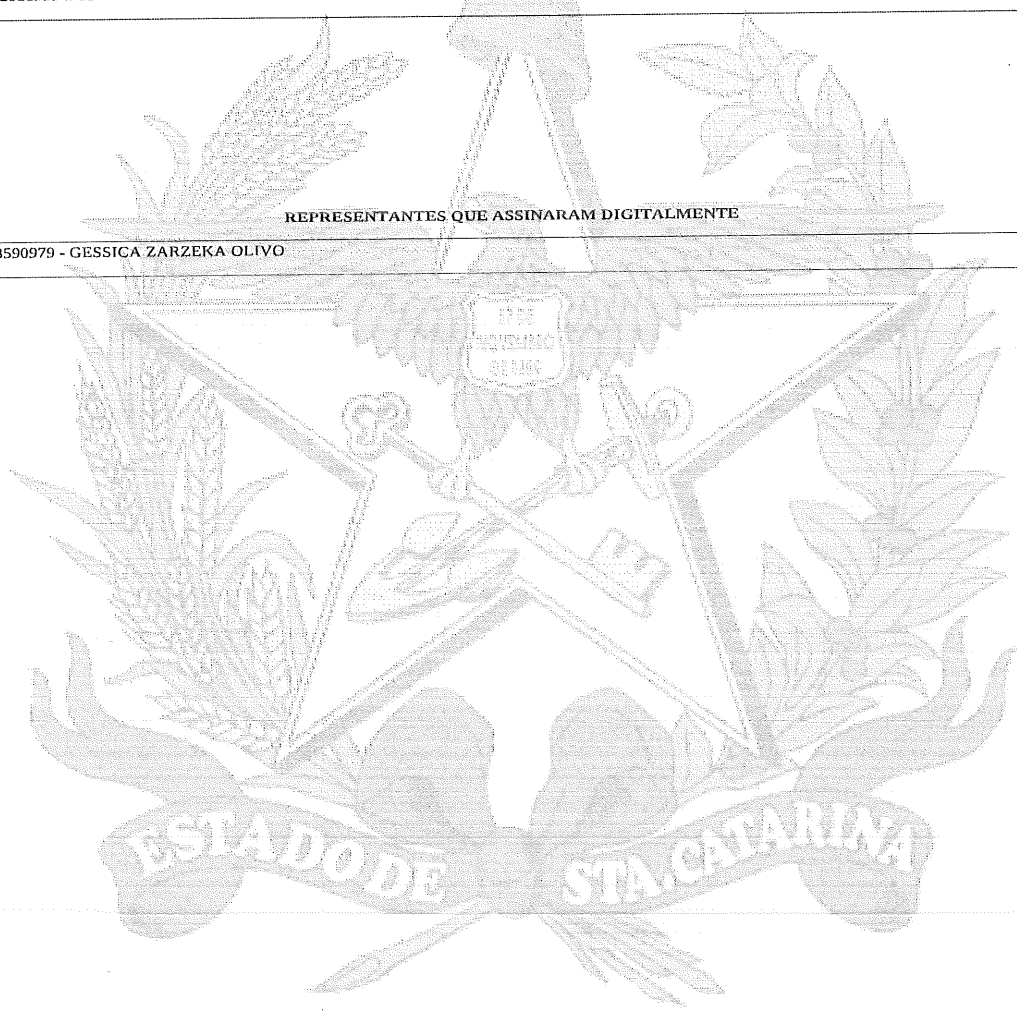 REPRESENTANTES QUE ASSINARAM DIGITALMENTE
3590979 - GESSICA ZARZEKA OLIVO
ESTADO DE STA. CATARINA